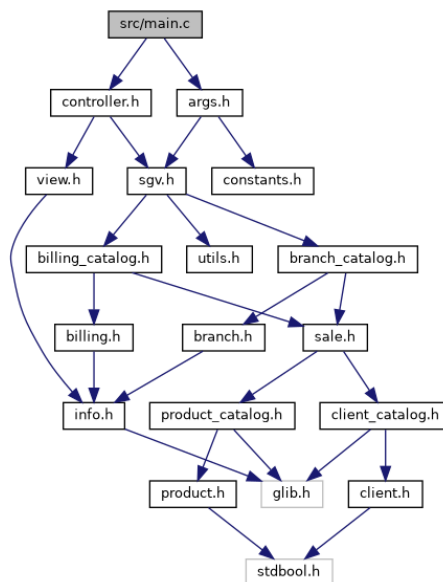 src/main.c
controller.h
args.h
view.h
sgv.h
constants.h
billing_catalog.h
utils.h
branch_catalog.h
billing.h
branch.h
sale.h
info.h
product_catalog.h
client_catalog.h
product.h
glib.h
client.h
stdbool.h